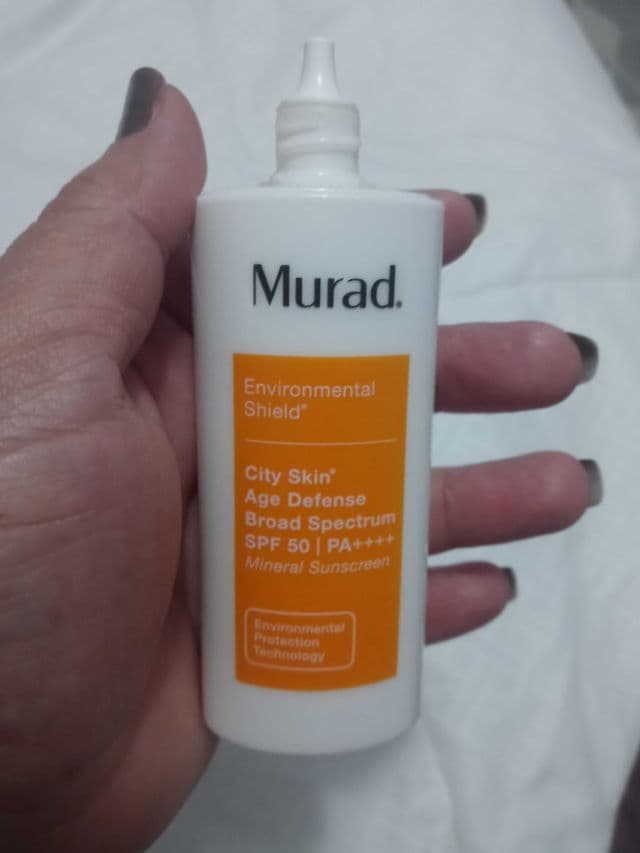 Murad.
Environmental
Shield®
City Skin®
Age Defense
Broad Spectrum
SPF 50 | PA++++
Mineral Sunscreen
Environmental
Protection
Technology